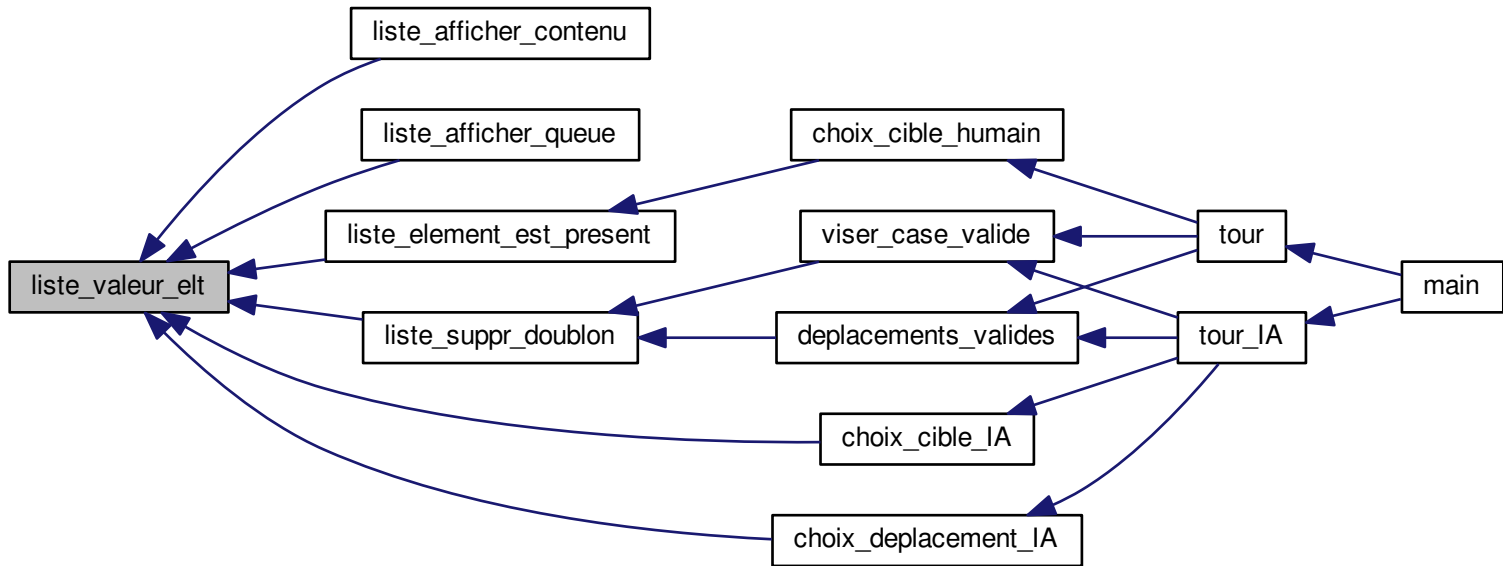 liste_afficher_contenu
liste_afficher_queue
choix_cible_humain
liste_element_est_present
viser_case_valide
tour
liste_valeur_elt
main
liste_suppr_doublon
deplacements_valides
tour_IA
choix_cible_IA
choix_deplacement_IA